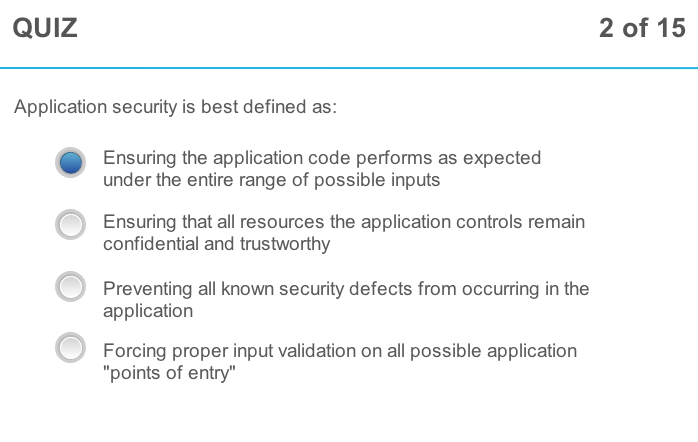 QUIZ
2 of 15
Application security is best defined as:
Ensuring the application code performs as expected
under the entire range of possible inputs
Ensuring that all resources the application controls remain
confidential and trustworthy
Preventing all known security defects from occurring in the
application
Forcing proper input validation on all possible application
"points of entry"